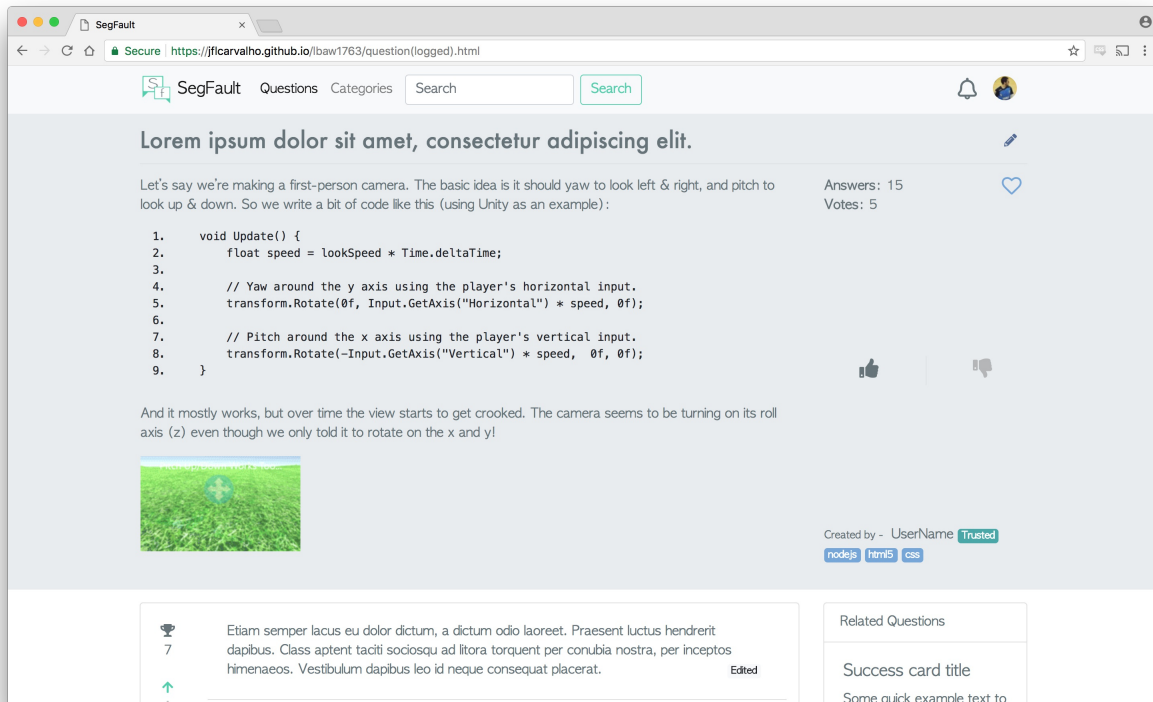 SegFault
Secure https://jflcarvalho.github.io/lbaw1763/question(logged).html
Sf SegFault Questions Categories Search Search
Lorem ipsum dolor sit amet, consectetur adipiscing elit.
Let's say we're making a first-person camera. The basic idea is it should yaw to look left & right, and pitch to
look up & down. So we write a bit of code like this (using Unity as an example):
Answers: 15
Votes: 5
1. void Update() {
2. float speed = lookSpeed * Time.deltaTime;
3.
4. // Yaw around the y axis using the player's horizontal input.
5. transform.Rotate(0f, Input.GetAxis("Horizontal") * speed, 0f);
6.
7. // Pitch around the x axis using the player's vertical input.
8. transform.Rotate(-Input.GetAxis("Vertical") * speed,  0f, 0f);
9. }
And it mostly works, but over time the view starts to get crooked. The camera seems to be turning on its roll
axis (z) even though we only told it to rotate on the x and y!
Created by - UserName Trusted
nodejs html5 css
7
Etiam semper lacus eu dolor dictum, a dictum odio laoreet. Praesent luctus hendrerit
dapibus. Class aptent taciti sociosqu ad litora torquent per conubia nostra, per inceptos
himenaeos. Vestibulum dapibus leo id neque consequat placerat.
Edited
Related Questions
Success card title
Some quick example text to